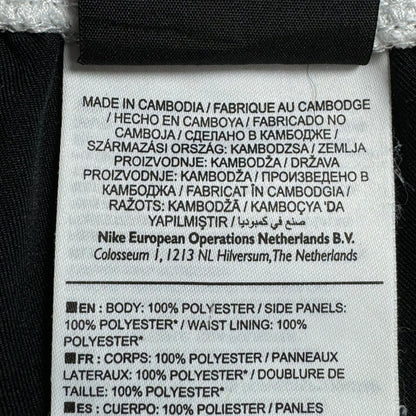 MADE IN CAMBODIA / FABRIQUE AU CAMBODGE
/ HECHO EN CAMBOYA / FABRICADO NO
CAMBOJA / СДЕЛАНО В КАМБОДЖЕ /
SZÁRMAZÁSI ORSZÁG: KAMBODZSA / ZEMLJA
PROIZVODNJE: KAMBODŽA / DRŽAVA
PROIZVODNJE: KAMBODŽA / ПРОИЗВЕДЕНО В
КАМБОДЖА / FABRICAT ÎN CAMBODGIA /
RAŽOTS: KAMBODŽĀ / KAMBOÇYA 'DA
YAPILMIŞTIR / صنع في كمبوديا
Nike European Operations Netherlands B.V.
Colosseum 1, 1213 NL Hilversum, The Netherlands
EN : BODY: 100% POLYESTER / SIDE PANELS:
100% POLYESTER* / WAIST LINING: 100%
POLYESTER*
FR : CORPS: 100% POLYESTER / PANNEAUX
LATERAUX: 100% POLYESTER* / DOUBLURE DE
TAILLE: 100% POLYESTER*
ES : CUERPO: 100% POLIÉSTER /